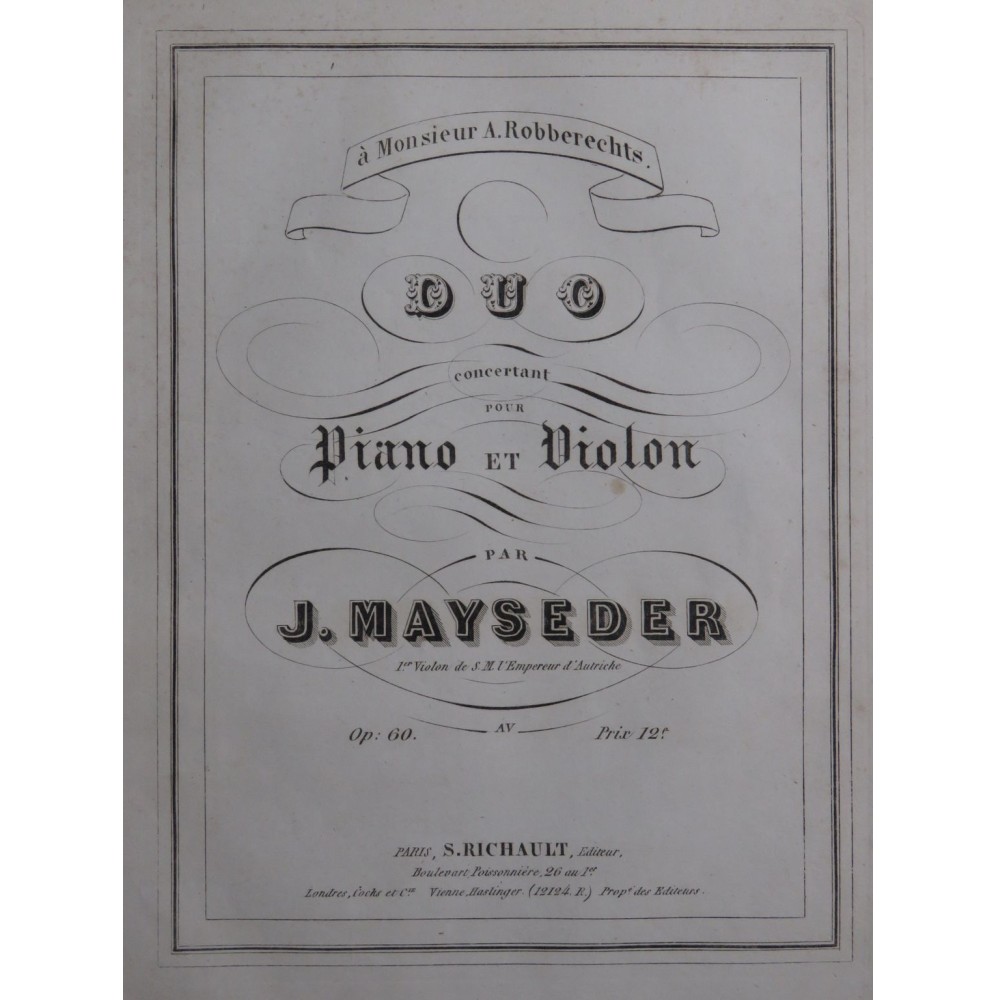 à Monsieur A. Robberechts.
DUO
concertant
POUR
Piano ET Violon
PAR
J. MAYSEDER
1er Violon de S. M. l'Empereur d'Autriche
Op: 60. AV Prix 12f
PARIS, S. RICHAULT, Editeur,
Boulevart Poissonnière, 26 au 1er
Londres, Cocks et Cie Vienne, Haslinger. (12124. R.) Propé des Editeurs.